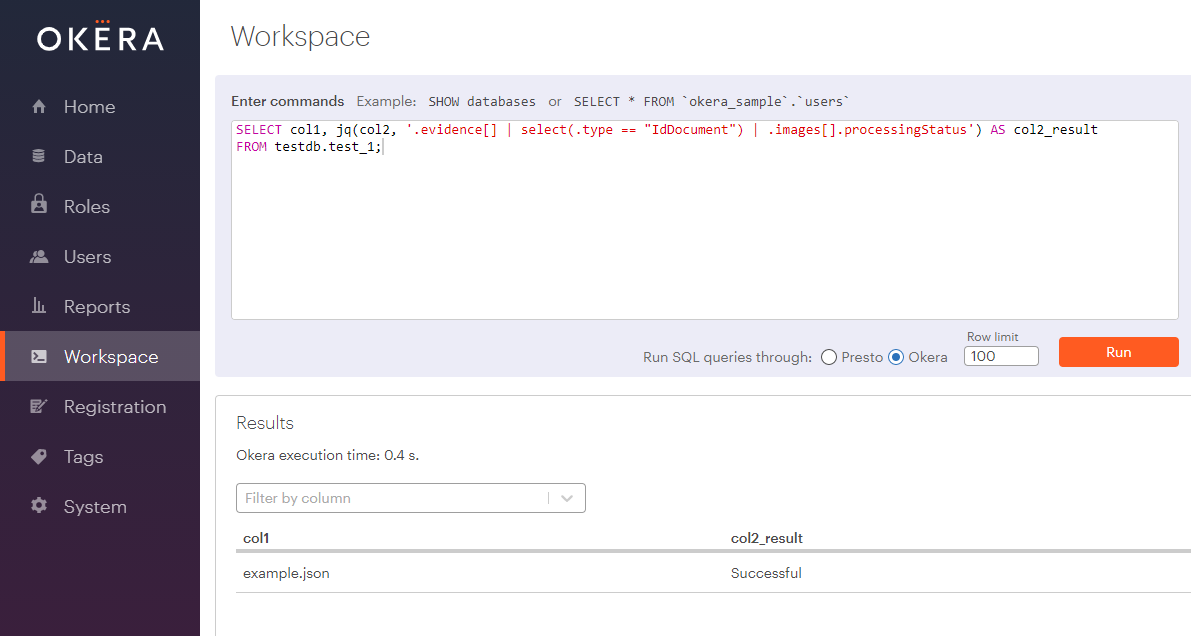 OKERA
Home
Data
Roles
Users
Reports
Workspace
Registration
Tags
System
Workspace
Enter commands Example: SHOW databases or SELECT * FROM `okera_sample`.`users`
SELECT col1, jq(col2, '.evidence[] | select(.type == "IdDocument") | .images[].processingStatus') AS col2_result
FROM testdb.test_1;
Row limit
Run SQL queries through: Presto Okera 100 Run
Results
Okera execution time: 0.4 s.
Filter by column
col1 col2_result
example.json Successful